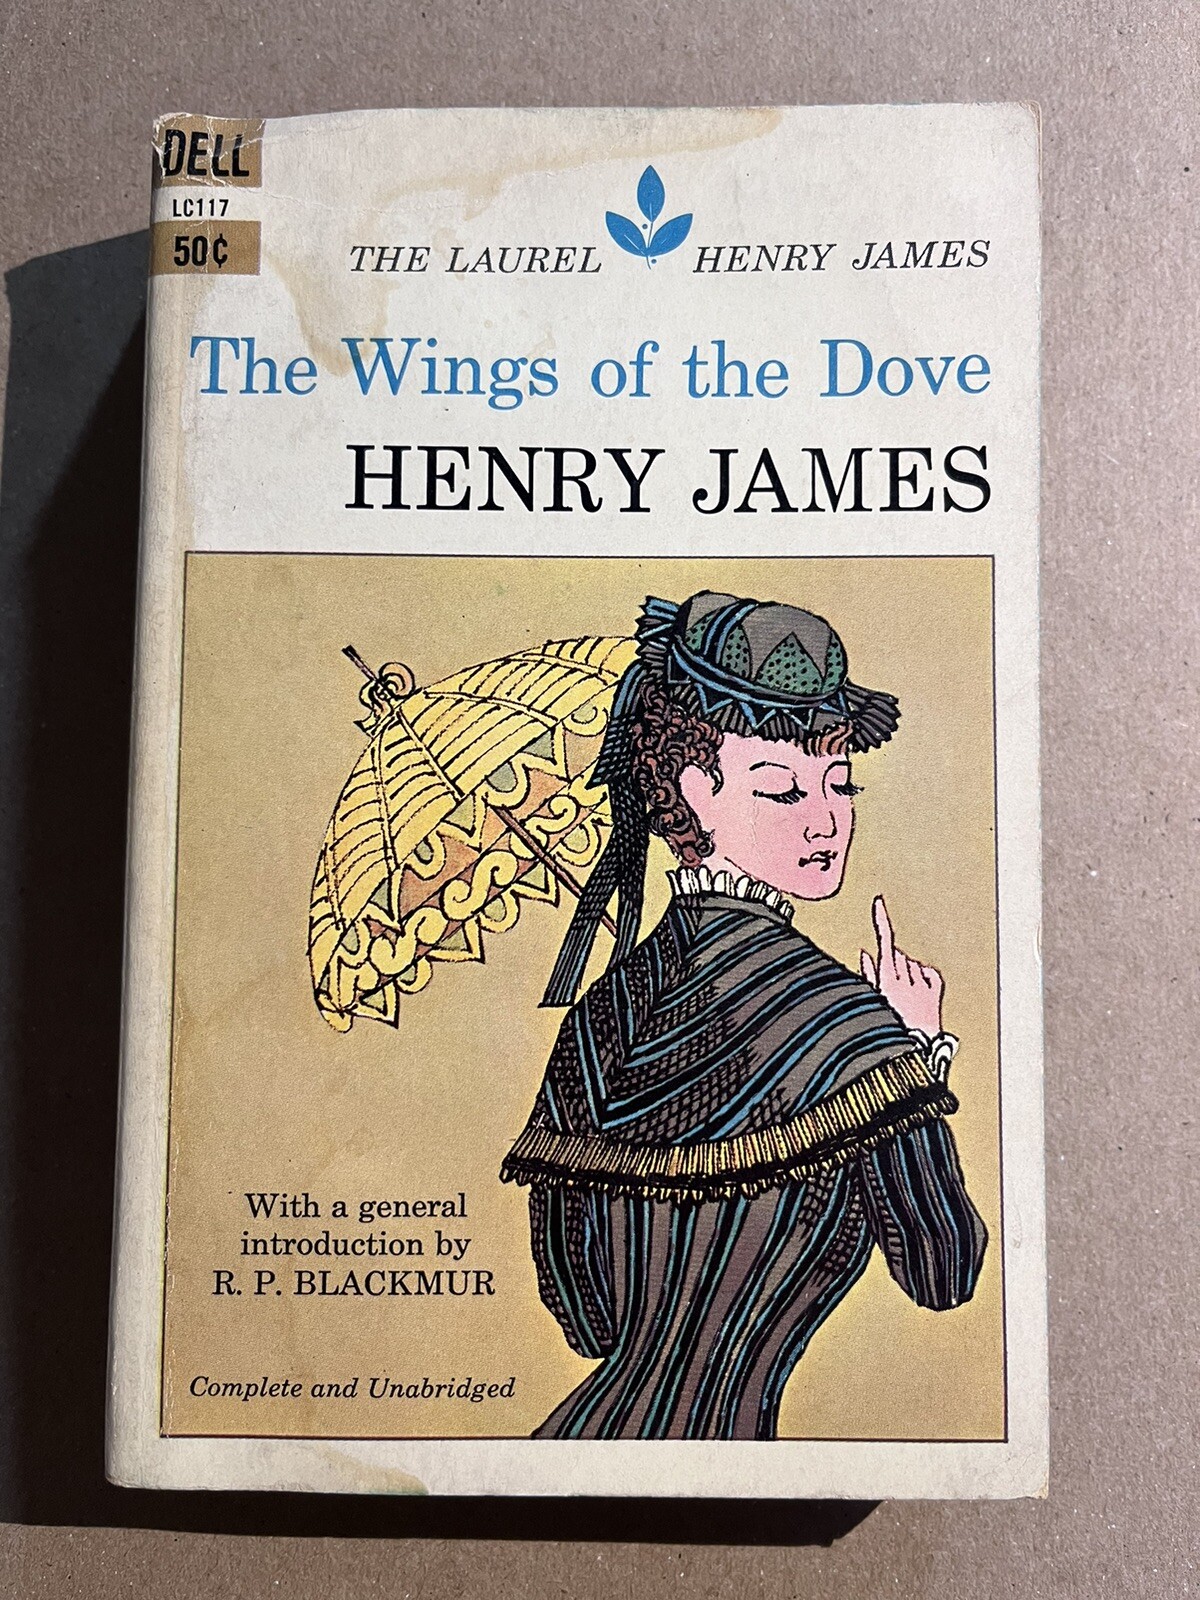 DELL
LC117
50¢
THE LAUREL HENRY JAMES
The Wings of the Dove
HENRY JAMES
With a general
introduction by
R. P. BLACKMUR
Complete and Unabridged